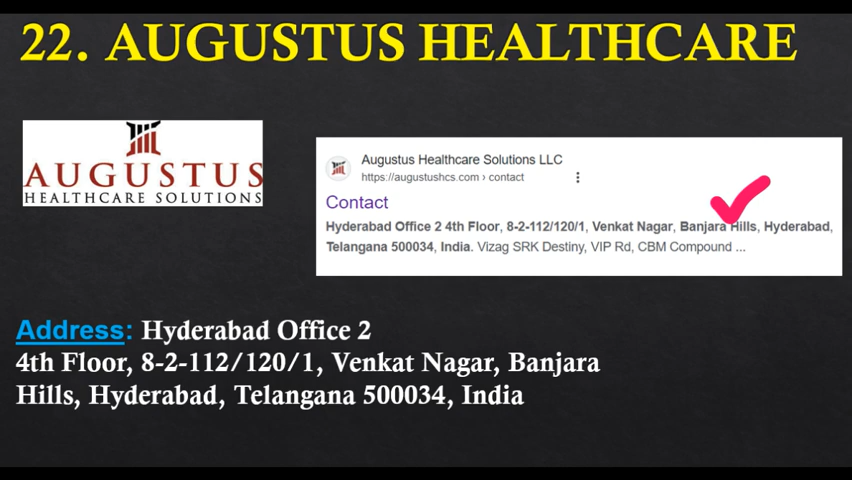 22. AUGUSTUS HEALTHCARE
AUGUSTUS
HEALTHCARE SOLUTIONS
Augustus Healthcare Solutions LLC
https://augustushcs.com › contact
Contact
Hyderabad Office 2 4th Floor, 8-2-112/120/1, Venkat Nagar, Banjara Hills, Hyderabad,
Telangana 500034, India. Vizag SRK Destiny, VIP Rd, CBM Compound ...
Address: Hyderabad Office 2
4th Floor, 8-2-112/120/1, Venkat Nagar, Banjara
Hills, Hyderabad, Telangana 500034, India